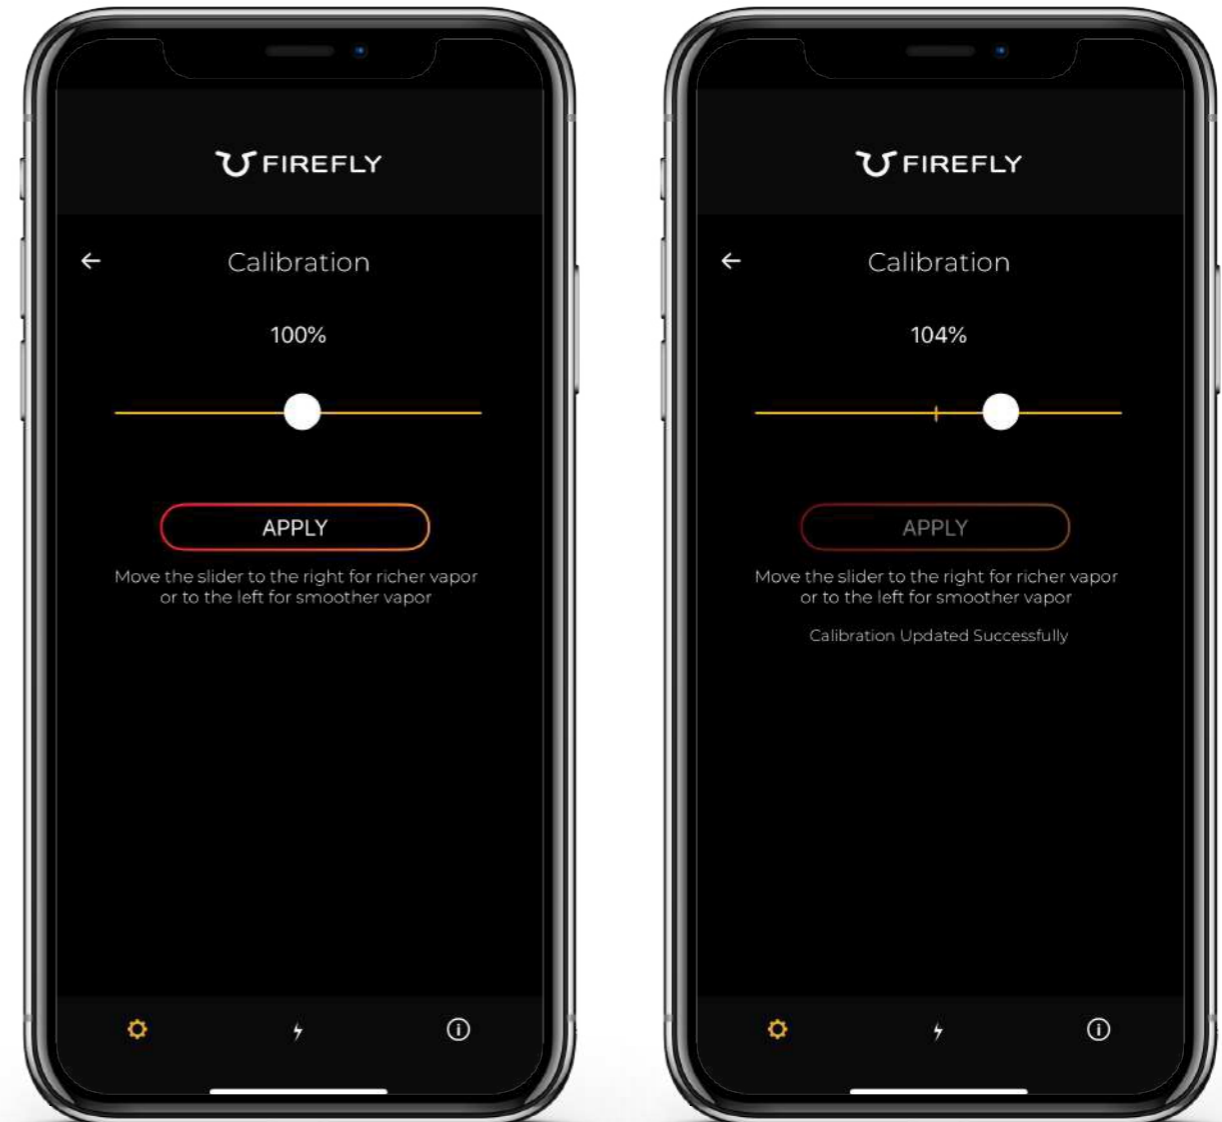 FIREFLY
Calibration
100%
APPLY
Move the slider to the right for richer vapor
or to the left for smoother vapor
FIREFLY
Calibration
104%
APPLY
Move the slider to the right for richer vapor
or to the left for smoother vapor
Calibration Updated Successfully